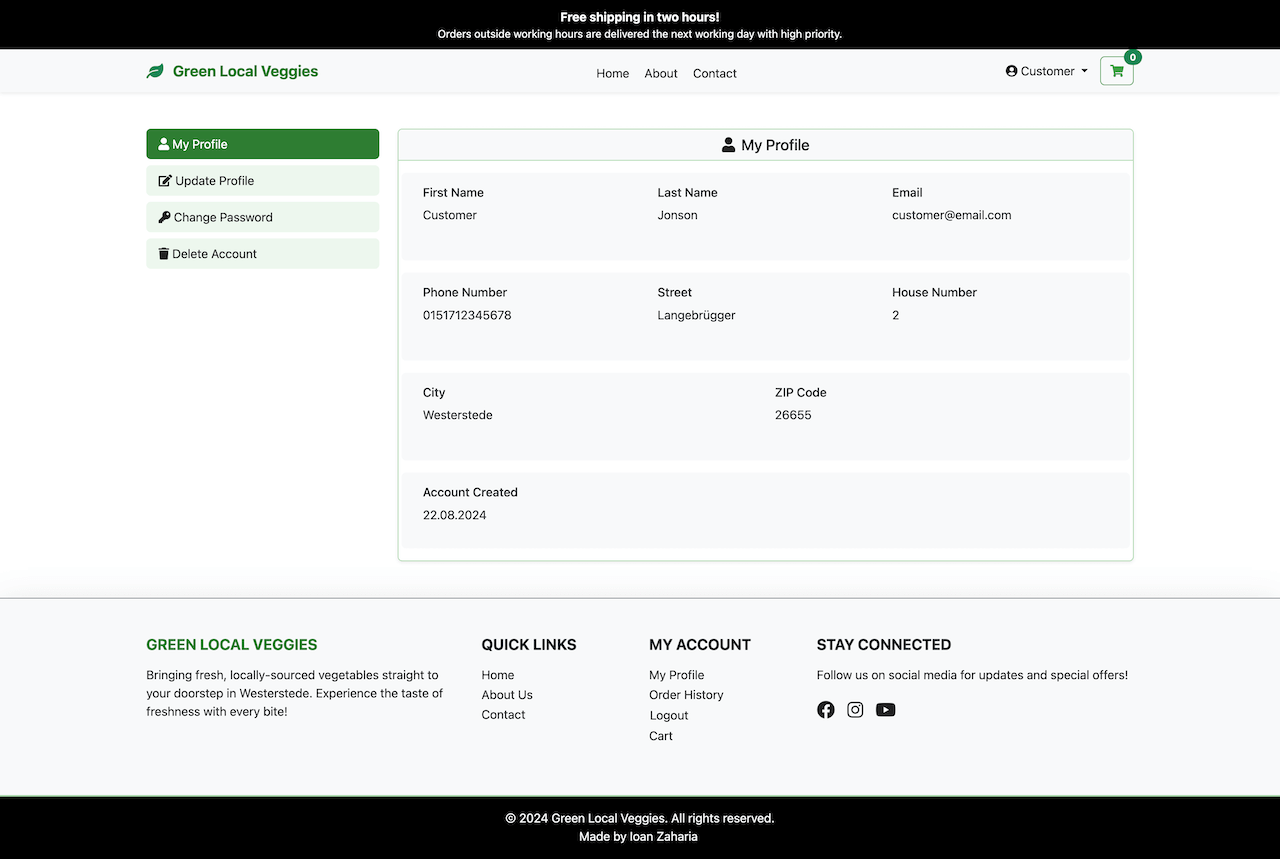 Free shipping in two hours!
Orders outside working hours are delivered the next working day with high priority.
Green Local Veggies
Home About Contact
Customer
0
My Profile
Update Profile
Change Password
Delete Account
My Profile
First Name Last Name Email
Customer Jonson customer@email.com
Phone Number Street House Number
0151712345678 Langebrügger 2
City ZIP Code
Westerstede 26655
Account Created
22.08.2024
GREEN LOCAL VEGGIES
Bringing fresh, locally-sourced vegetables straight to
your doorstep in Westerstede. Experience the taste of
freshness with every bite!
QUICK LINKS
Home
About Us
Contact
MY ACCOUNT
My Profile
Order History
Logout
Cart
STAY CONNECTED
Follow us on social media for updates and special offers!
© 2024 Green Local Veggies. All rights reserved.
Made by Ioan Zaharia